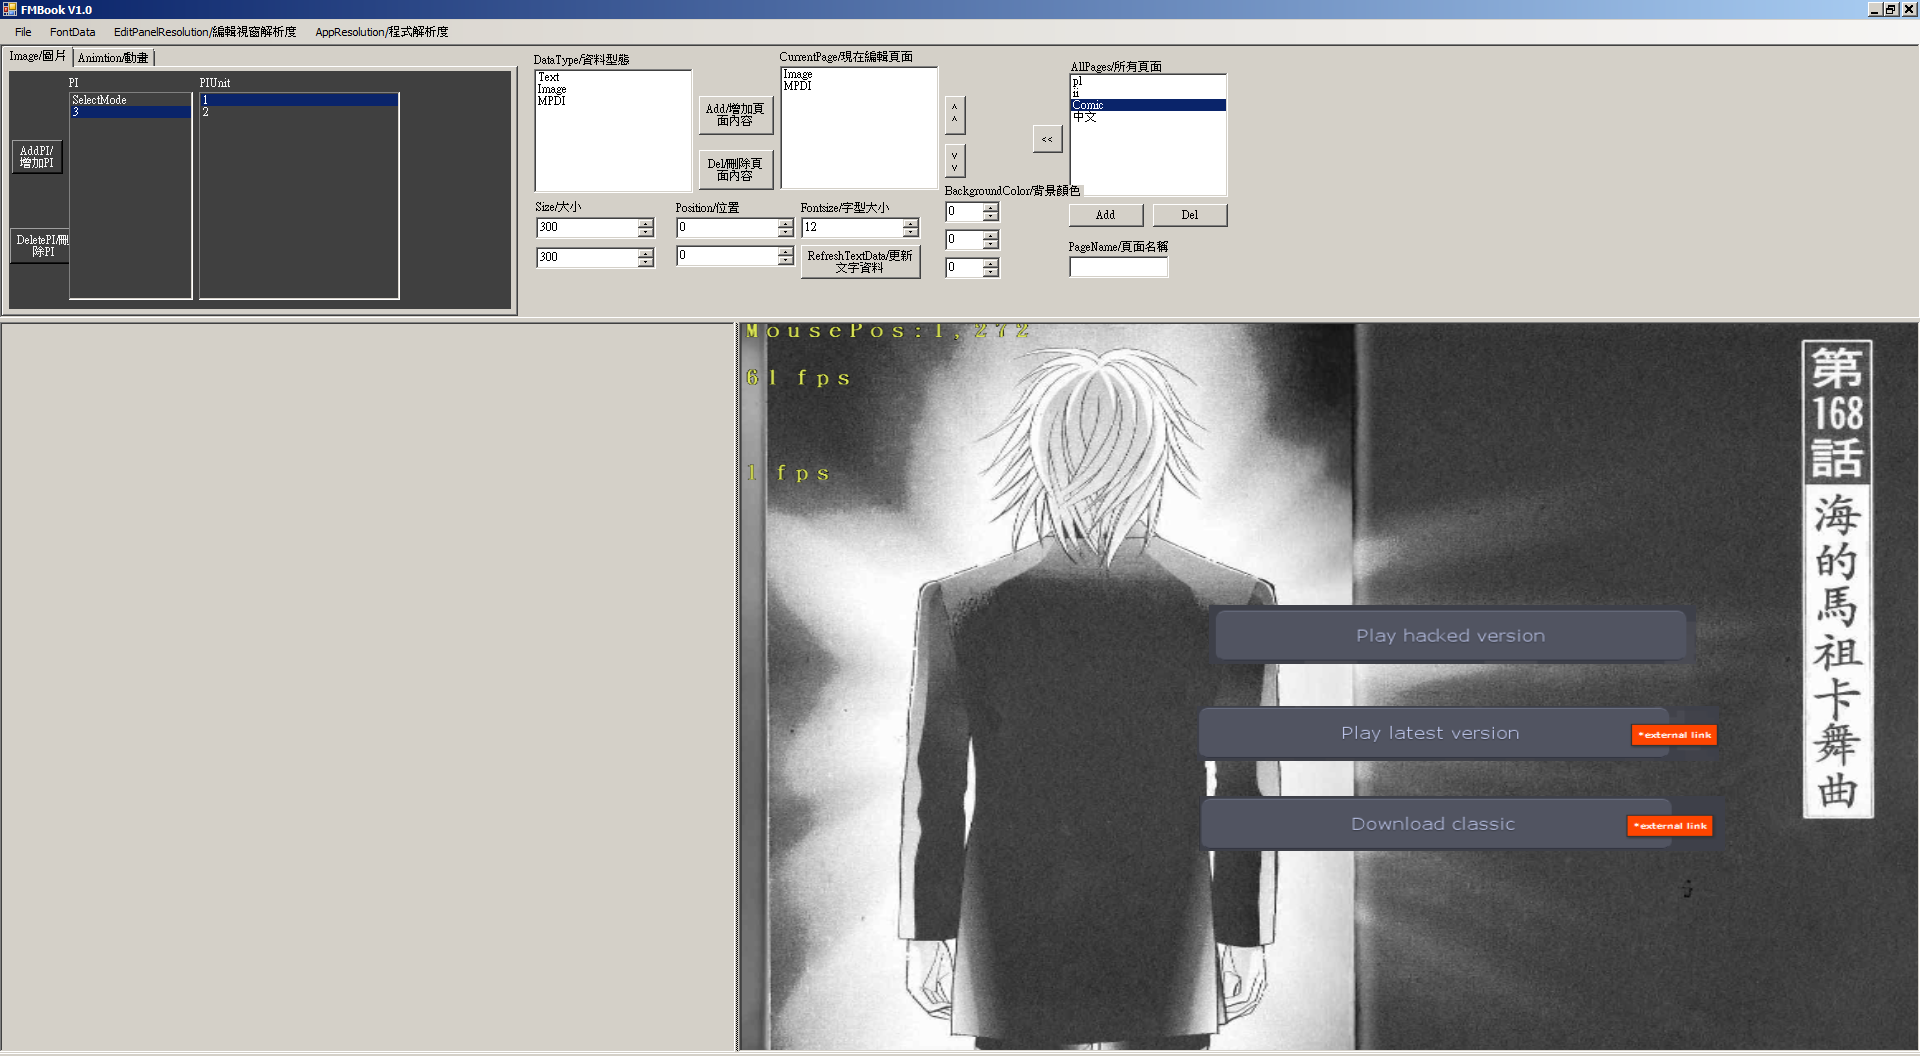 FMBook V1.0
File FontData EditPanelResolution/編輯視窗解析度 AppResolution/程式解析度
Image/圖片 Animtion/動畫
PI
SelectMode
3
PIUnit
1
2
AddPI/
增加PI
DeletePI/刪
除PI
DataType/資料型態
Text
Image
MPDI
Add/增加頁
面內容
Del/刪除頁
面內容
CurrentPage/現在編輯頁面
Image
MPDI
^
^
v
v
<<
AllPages/所有頁面
p1
ii
Comic
中文
Size/大小
300
300
Position/位置
0
0
Fontsize/字型大小
12
RefreshTextData/更新
文字資料
BackgroundColor/背景顏色
0
0
0
Add
Del
PageName/頁面名稱
MousePos:1,272
61 fps
1 fps
第
168
話
海的馬祖卡舞曲
Play hacked version
Play latest version
*external link
Download classic
*external link